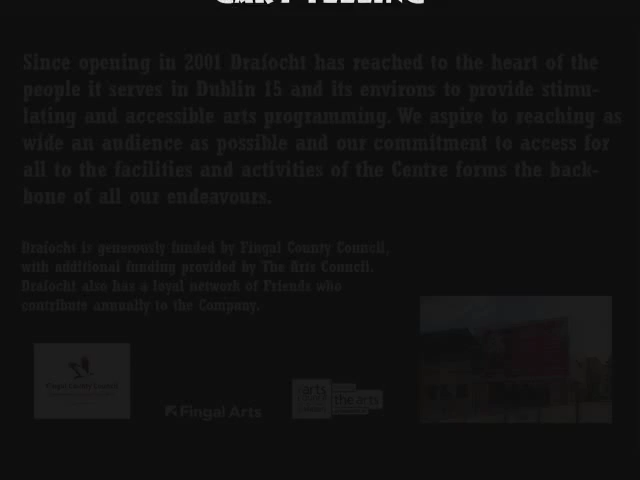 Since opening in 2001 Draíocht has reached to the heart of the
people it serves in Dublin 15 and its environs to provide stimu-
lating and accessible arts programming. We aspire to reaching as
wide an audience as possible and our commitment to access for
all to the facilities and activities of the Centre forms the back-
bone of all our endeavours.
Draíocht is generously funded by Fingal County Council,
with additional funding provided by The Arts Council.
Draíocht also has a loyal network of Friends who
contribute annually to the Company.
Fingal County Council
Fingal Arts
arts
the arts